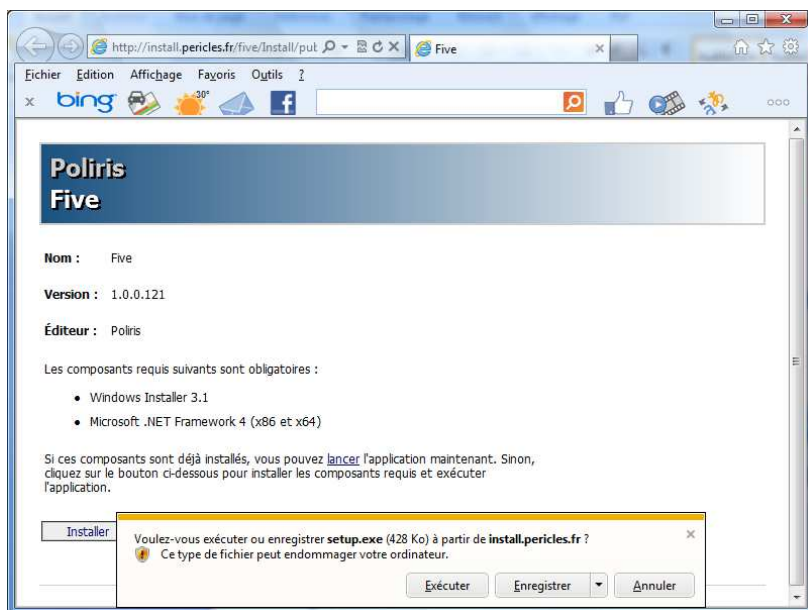 http://install.pericles.fr/five/Install/put
Five
Fichier Edition Affichage Favoris Outils ?
x bing 30°
Poliris
Five
Nom : Five
Version : 1.0.0.121
Éditeur : Poliris
Les composants requis suivants sont obligatoires :
Windows Installer 3.1
Microsoft .NET Framework 4 (x86 et x64)
Si ces composants sont déjà installés, vous pouvez lancer l'application maintenant. Sinon,
cliquez sur le bouton ci-dessous pour installer les composants requis et exécuter
l'application.
Installer
Voulez-vous exécuter ou enregistrer setup.exe (428 Ko) à partir de install.pericles.fr ?
Ce type de fichier peut endommager votre ordinateur.
Exécuter Enregistrer Annuler